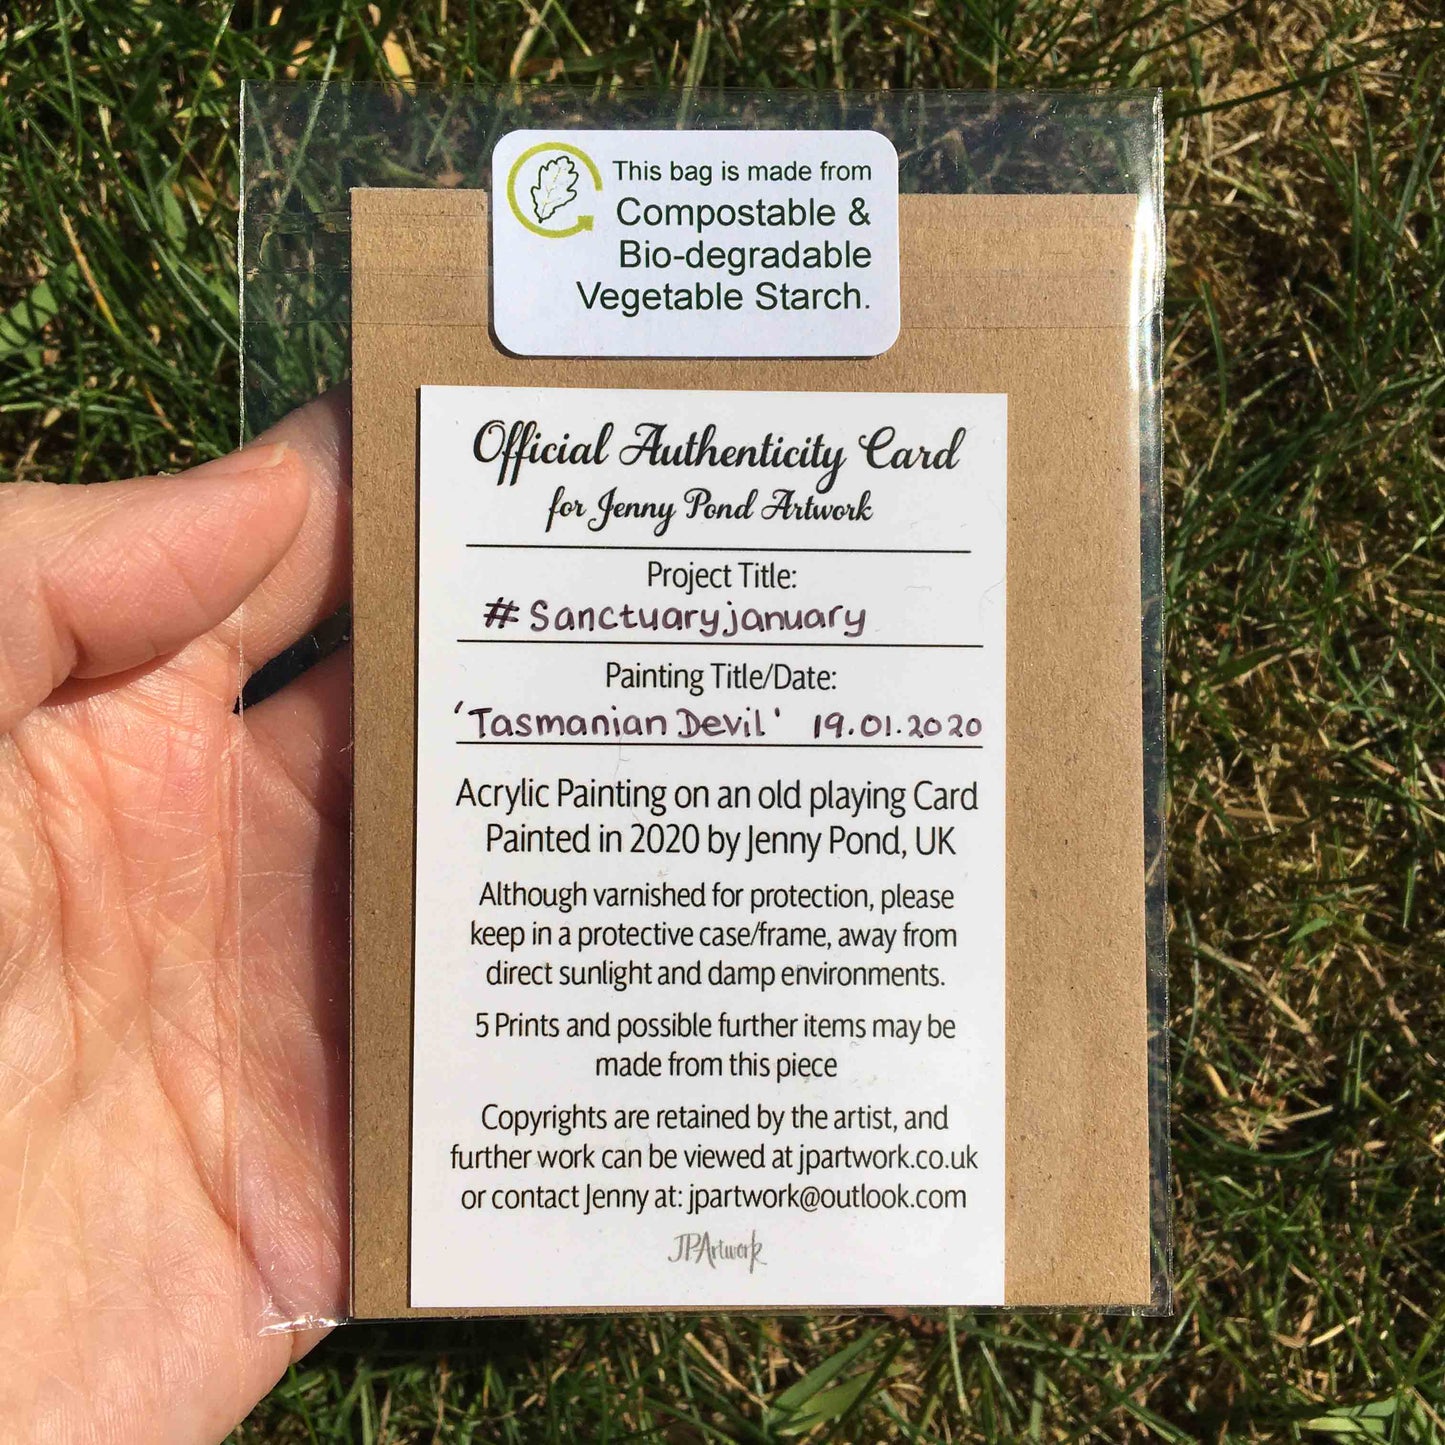 This bag is made from
Compostable &
Bio-degradable
Vegetable Starch.
Official Authenticity Card
for Jenny Pond Artwork
Project Title:
#Sanctuaryjanuary
Painting Title/Date:
'Tasmanian Devil' 19.01.2020
Acrylic Painting on an old playing Card
Painted in 2020 by Jenny Pond, UK
Although varnished for protection, please
keep in a protective case/frame, away from
direct sunlight and damp environments.
5 Prints and possible further items may be
made from this piece
Copyrights are retained by the artist, and
further work can be viewed at jpartwork.co.uk
or contact Jenny at: jpartwork@outlook.com
JPArtwork